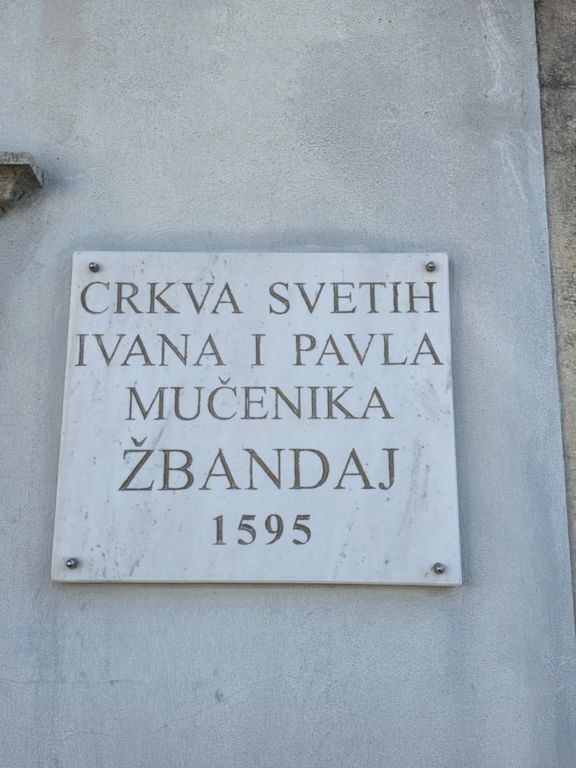 CRKVA SVETIH
IVANA I PAVLA
MUČENIKA
ŽBANDAJ
1595